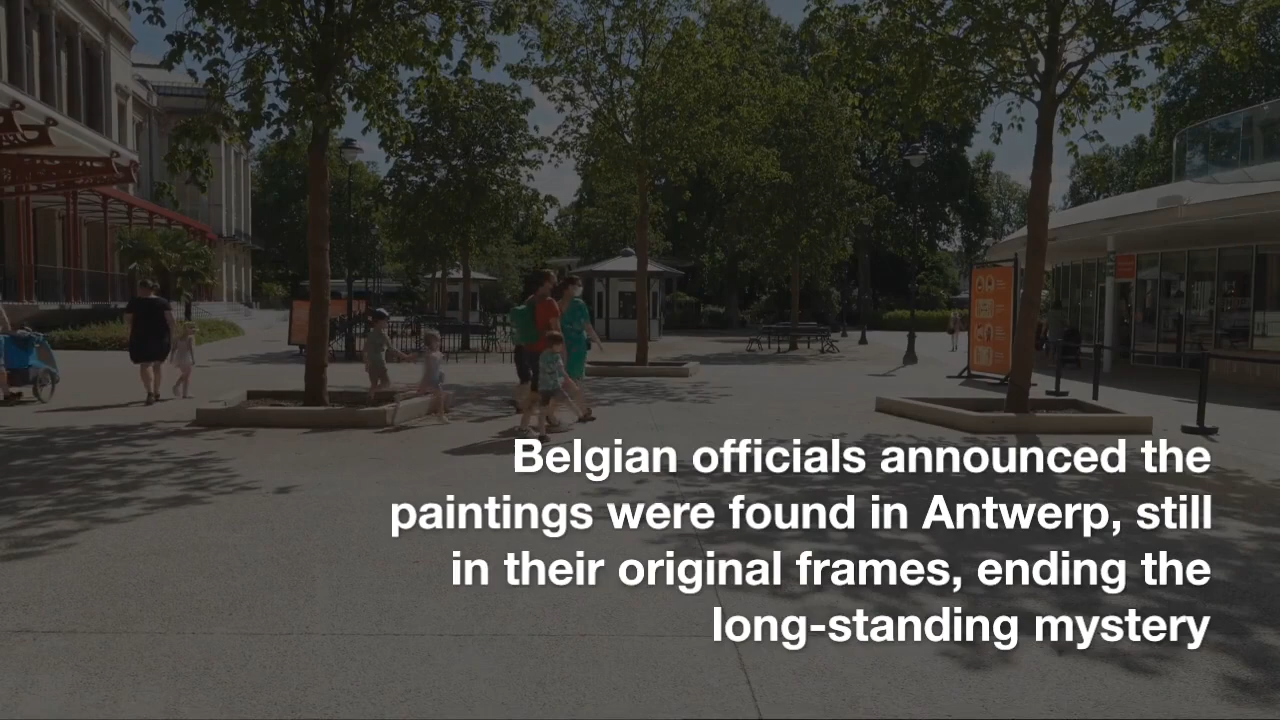 Belgian officials announced the
paintings were found in Antwerp, still
in their original frames, ending the
long-standing mystery